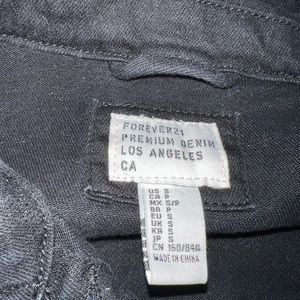 FOREVER21
PREMIUM DENIM
LOS ANGELES
CA
US S
CA P
MX S/P
BR P
EU S
UK S
KR S
JP S
CN 160/84A
MADE IN CHINA